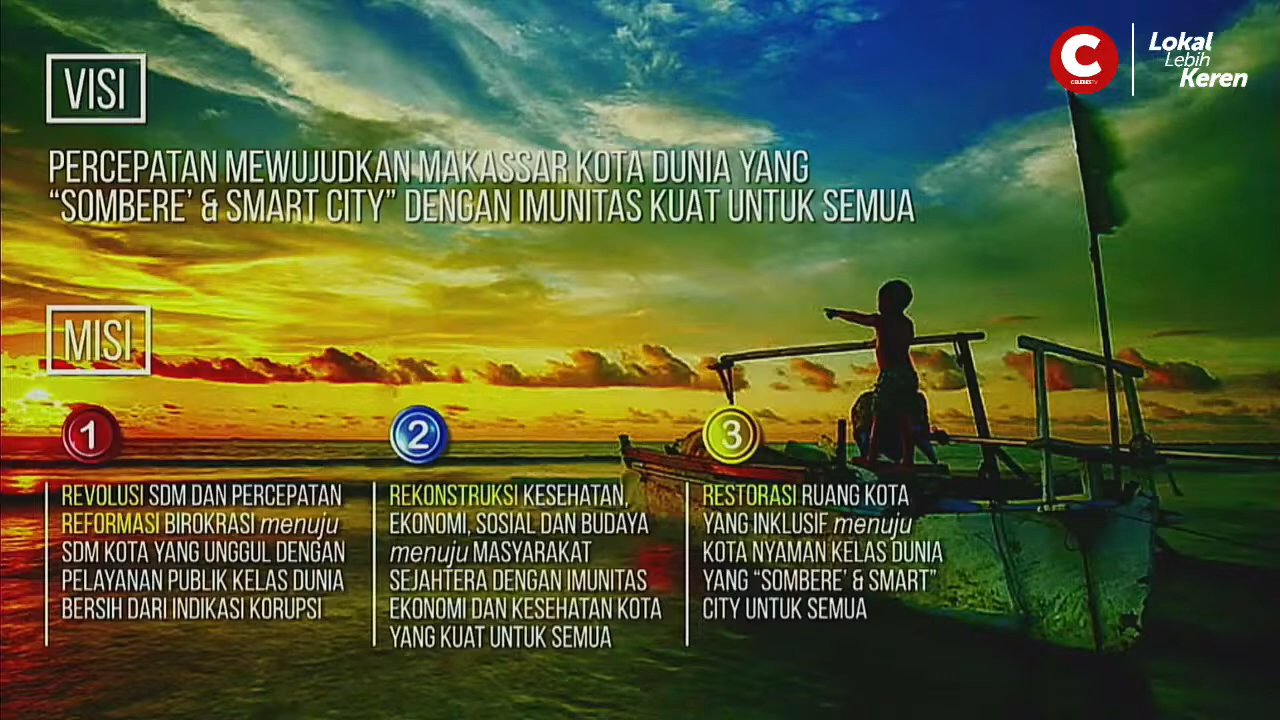 Lokal
Lebih
Keren
C
CELEBES TV
VISI
PERCEPATAN MEWUJUDKAN MAKASSAR KOTA DUNIA YANG
“SOMBERE’ & SMART CITY” DENGAN IMUNITAS KUAT UNTUK SEMUA
MISI
1
REVOLUSI SDM DAN PERCEPATAN
REFORMASI BIROKRASI menuju
SDM KOTA YANG UNGGUL DENGAN
PELAYANAN PUBLIK KELAS DUNIA
BERSIH DARI INDIKASI KORUPSI
2
REKONSTRUKSI KESEHATAN,
EKONOMI, SOSIAL DAN BUDAYA
menuju MASYARAKAT
SEJAHTERA DENGAN IMUNITAS
EKONOMI DAN KESEHATAN KOTA
YANG KUAT UNTUK SEMUA
3
RESTORASI RUANG KOTA
YANG INKLUSIF menuju
KOTA NYAMAN KELAS DUNIA
YANG “SOMBERE’ & SMART”
CITY UNTUK SEMUA